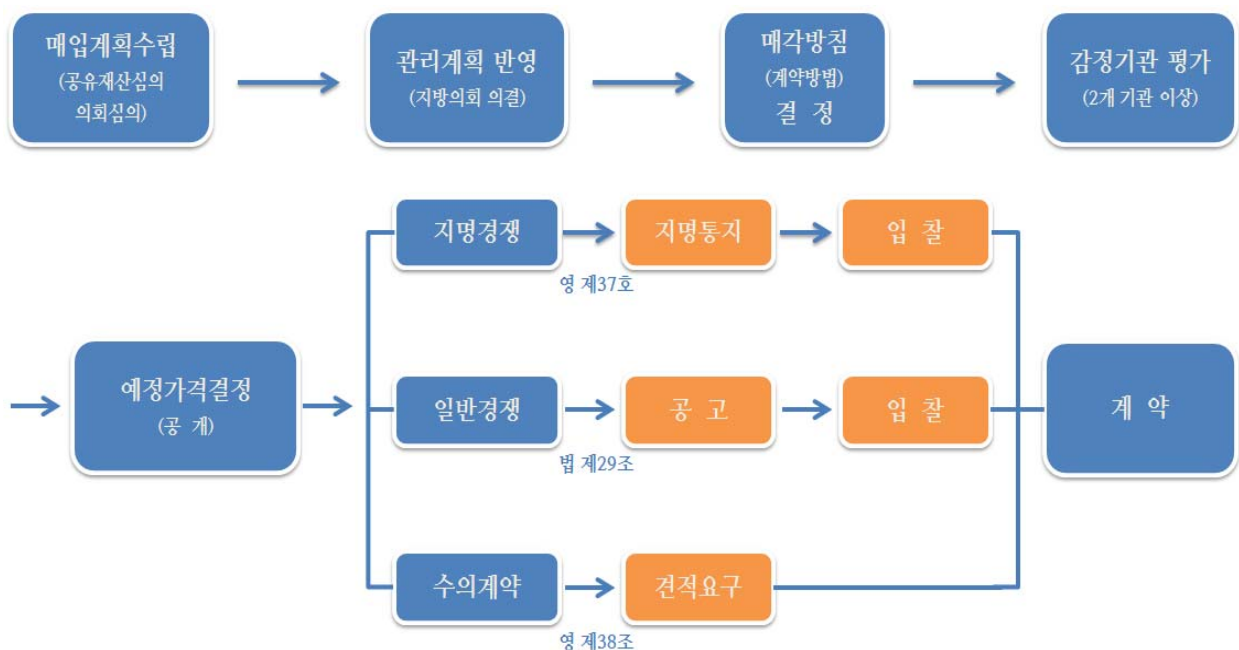 매입계획수립
(공유재산심의
의회심의)
관리계획 반영
(지방의회 의결)
매각방침
(계약방법)
결 정
감정기관 평가
(2개 기관 이상)
지명경쟁
지명통지
입 찰
영 제37호
예정가격결정
(공 개)
일반경쟁
공 고
입 찰
계 약
법 제29조
수의계약
견적요구
영 제38조